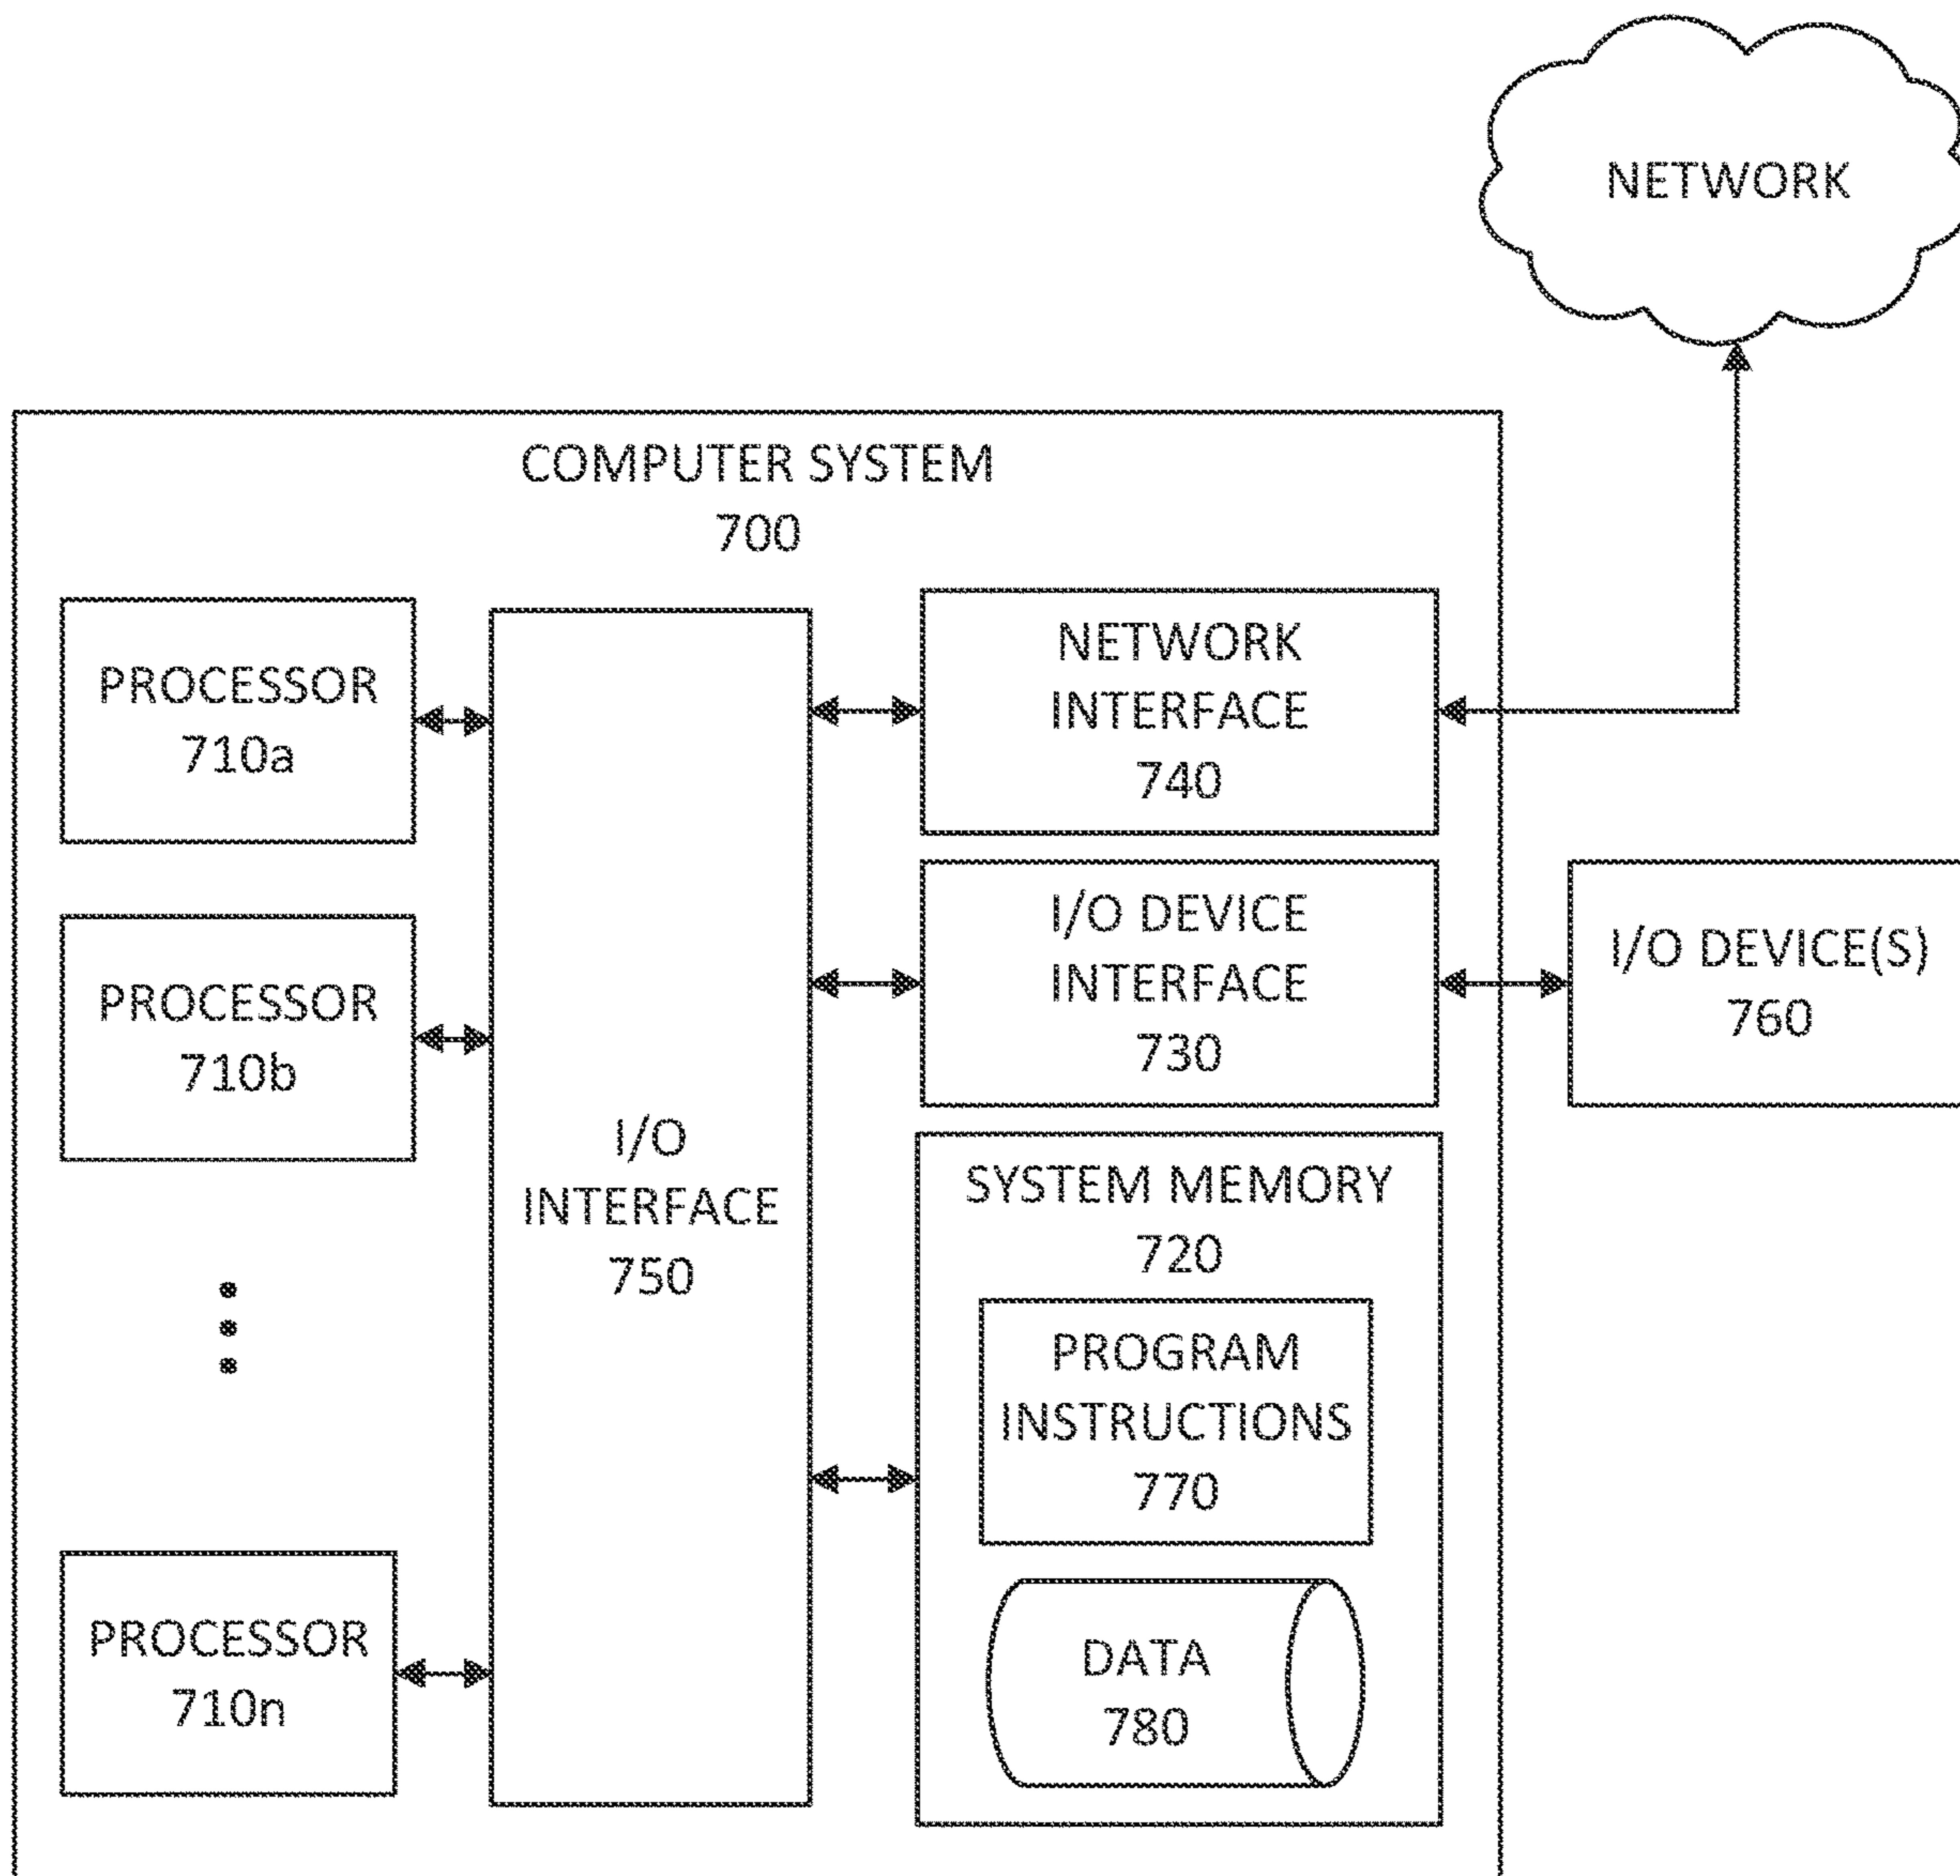 NETWORK
COMPUTER SYSTEM
700
PROCESSOR
710a
PROCESSOR
710b
PROCESSOR
710n
I/O
INTERFACE
750
NETWORK
INTERFACE
740
I/O DEVICE
INTERFACE
730
I/O DEVICE(S)
760
SYSTEM MEMORY
720
PROGRAM
INSTRUCTIONS
770
DATA
780